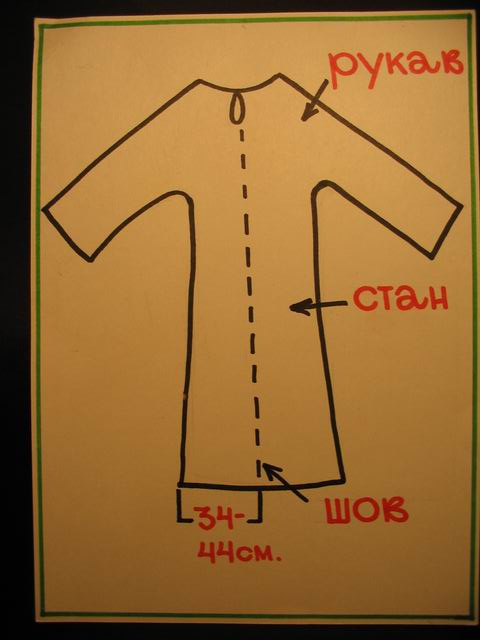 рукав
стан
шов
34-
44см.